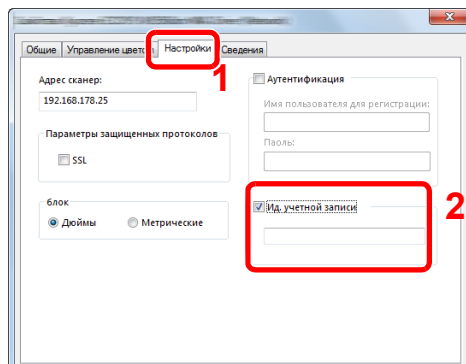 Общие
Управление цветом
Настройки
Сведения
1
Адрес сканер:
192.168.178.25
Параметры защищенных протоколов
SSL
блок
Дюймы
Метрические
Аутентификация
Имя пользователя для регистрации:
Паоль:
Ид. учетной записи
2